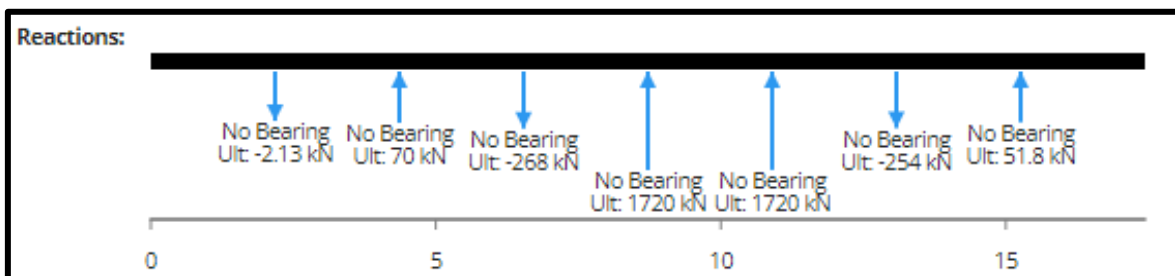 Reactions:
No Bearing
Ult: -2.13 kN
No Bearing
Ult: 70 kN
No Bearing
Ult: -268 kN
No Bearing
Ult: 1720 kN
No Bearing
Ult: 1720 kN
No Bearing
Ult: -254 kN
No Bearing
Ult: 51.8 kN
0
5
10
15